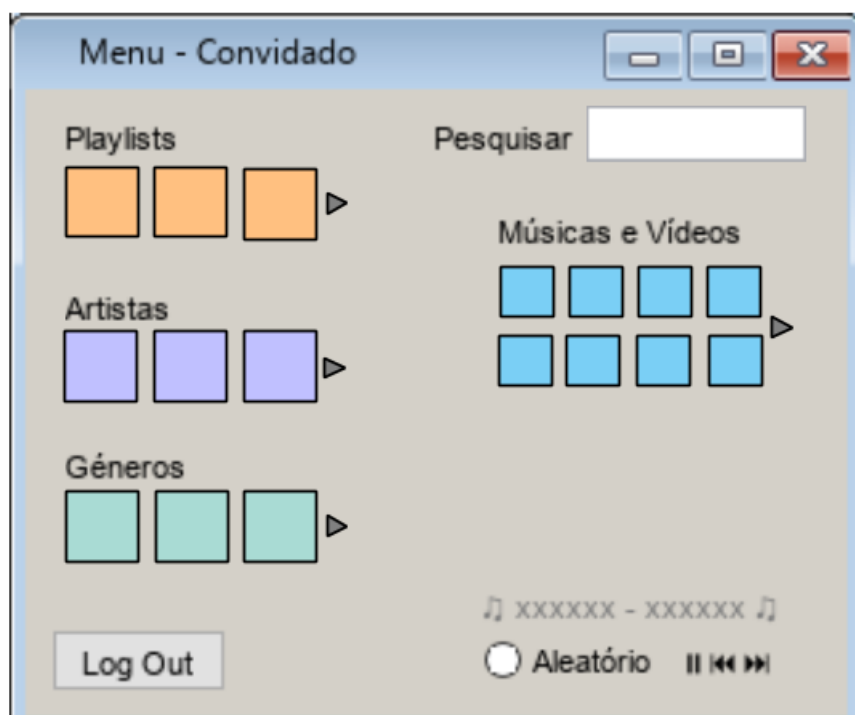 Menu - Convidado
Playlists
Pesquisar
Músicas e Vídeos
Artistas
Géneros
♫ xxxxxx - xxxxxx ♫
Log Out
Aleatório